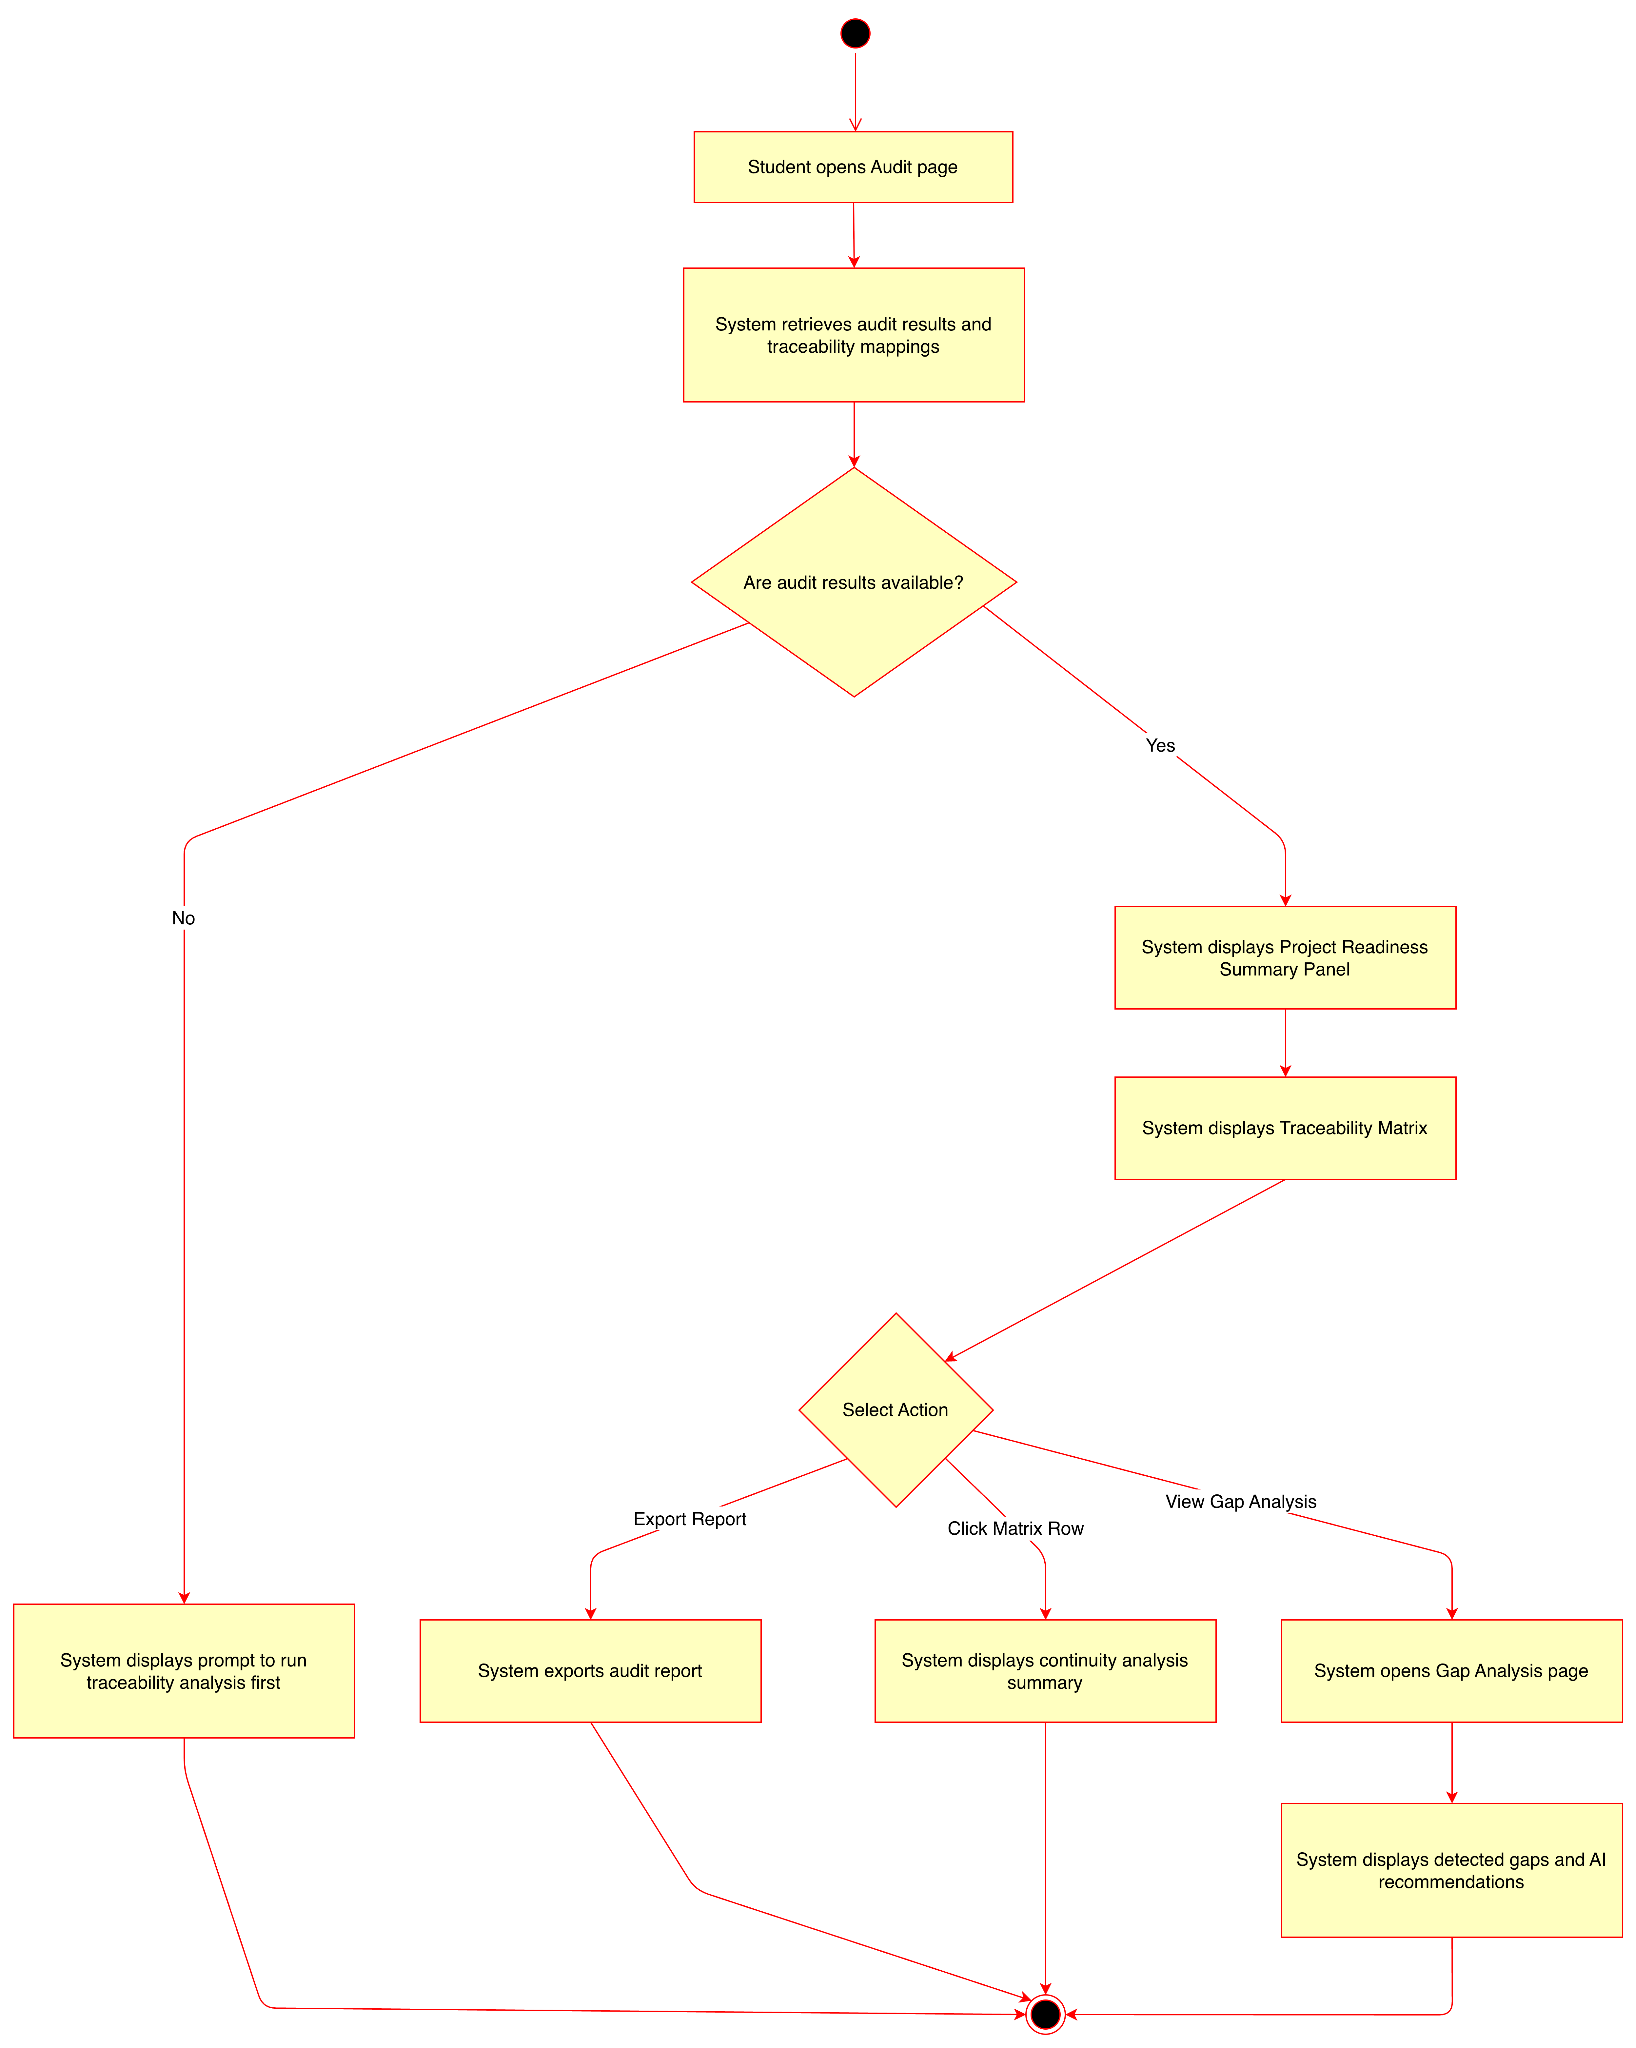 Student opens Audit page
System retrieves audit results and
traceability mappings
Are audit results available?
Yes
No
System displays Project Readiness
Summary Panel
System displays Traceability Matrix
Select Action
View Gap Analysis
Export Report
Click Matrix Row
System displays prompt to run
traceability analysis first
System exports audit report
System displays continuity analysis
summary
System opens Gap Analysis page
System displays detected gaps and AI
recommendations